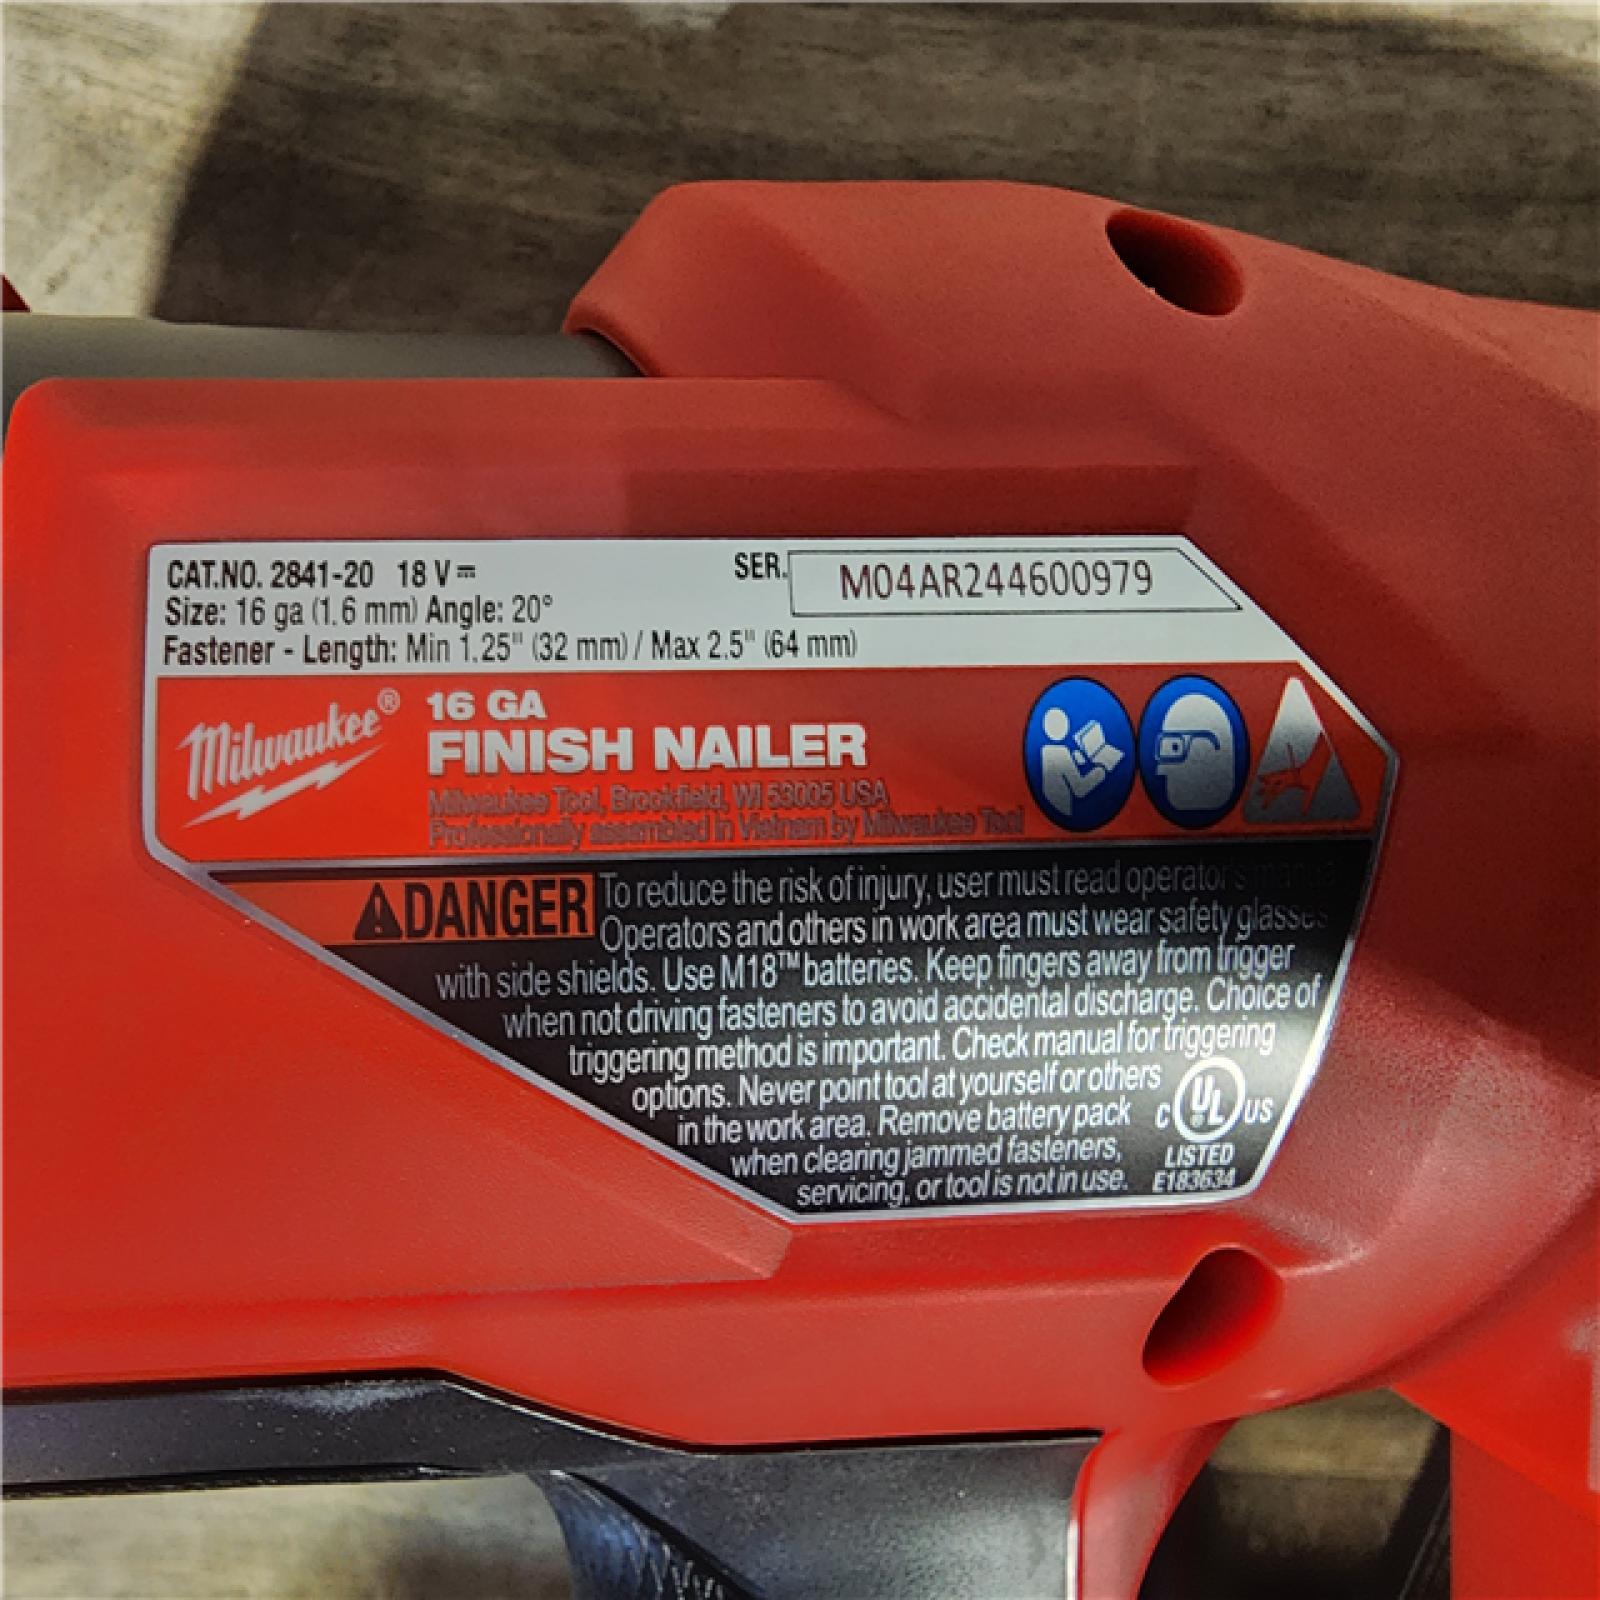 CAT.NO. 2841-20 18 V ⎓
SER. M04AR244600979
Size: 16 ga (1.6 mm) Angle: 20°
Fastener - Length: Min 1.25" (32 mm) / Max 2.5" (64 mm)
Milwaukee®
16 GA
FINISH NAILER
Milwaukee Tool, Brookfield, WI 53005 USA
Professionally assembled in Vietnam by Milwaukee Tool
DANGER To reduce the risk of injury, user must read operator's manual
Operators and others in work area must wear safety glasses
with side shields. Use M18™ batteries. Keep fingers away from trigger
when not driving fasteners to avoid accidental discharge. Choice of
triggering method is important. Check manual for triggering
options. Never point tool at yourself or others
in the work area. Remove battery pack
when clearing jammed fasteners,
servicing, or tool is not in use.
C UL US
LISTED
E183634